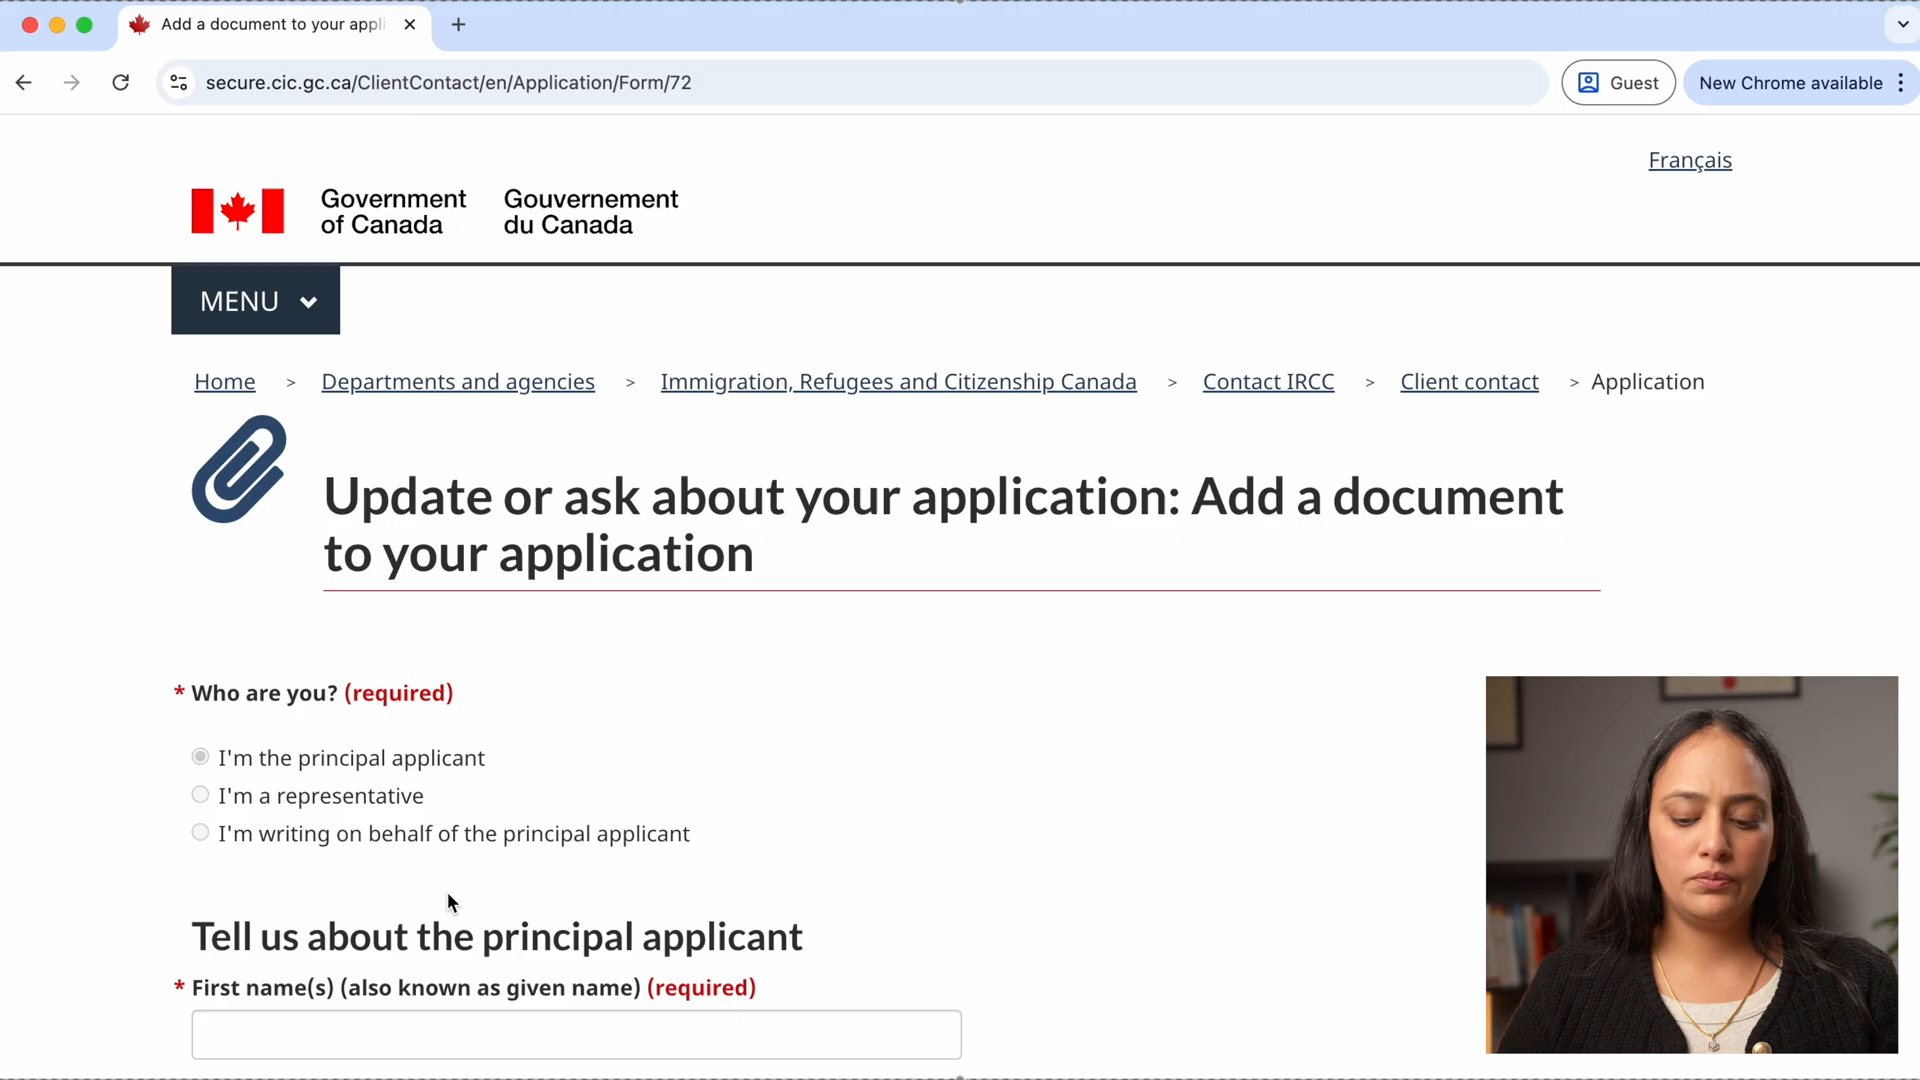 Add a document to your appli
secure.cic.gc.ca/ClientContact/en/Application/Form/72
Guest
New Chrome available
Français
Government of Canada
Gouvernement du Canada
MENU
Home > Departments and agencies > Immigration, Refugees and Citizenship Canada > Contact IRCC > Client contact > Application
Update or ask about your application: Add a document
to your application
* Who are you? (required)
I'm the principal applicant
I'm a representative
I'm writing on behalf of the principal applicant
Tell us about the principal applicant
* First name(s) (also known as given name) (required)